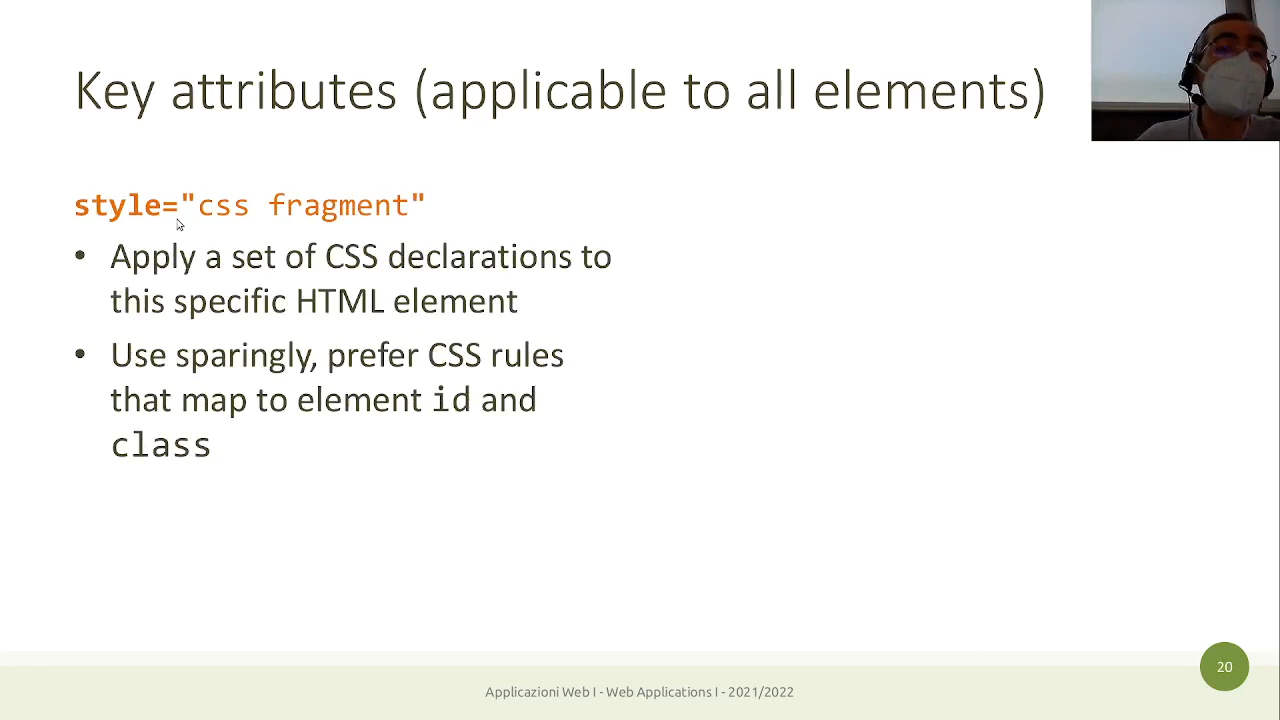 Key attributes (applicable to all elements)
style="css fragment"
• Apply a set of CSS declarations to
this specific HTML element
• Use sparingly, prefer CSS rules
that map to element id and
class
20
Applicazioni Web I - Web Applications I - 2021/2022